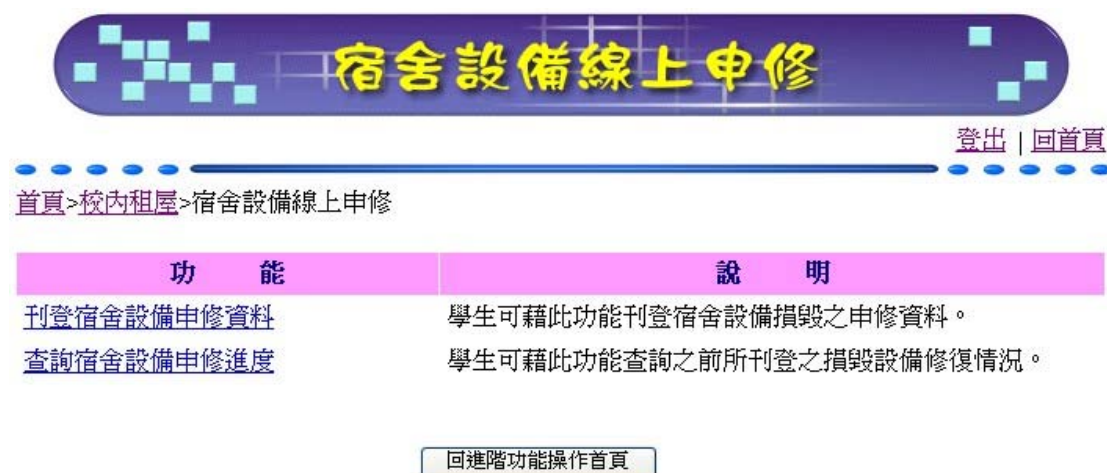 宿舍設備線上申修
登出 | 回首頁
首頁>校內租屋>宿舍設備線上申修
功 能 說 明
刊登宿舍設備申修資料 學生可藉此功能刊登宿舍設備損毀之申修資料。
查詢宿舍設備申修進度 學生可藉此功能查詢之前所刊登之損毀設備修復情況。
回進階功能操作首頁